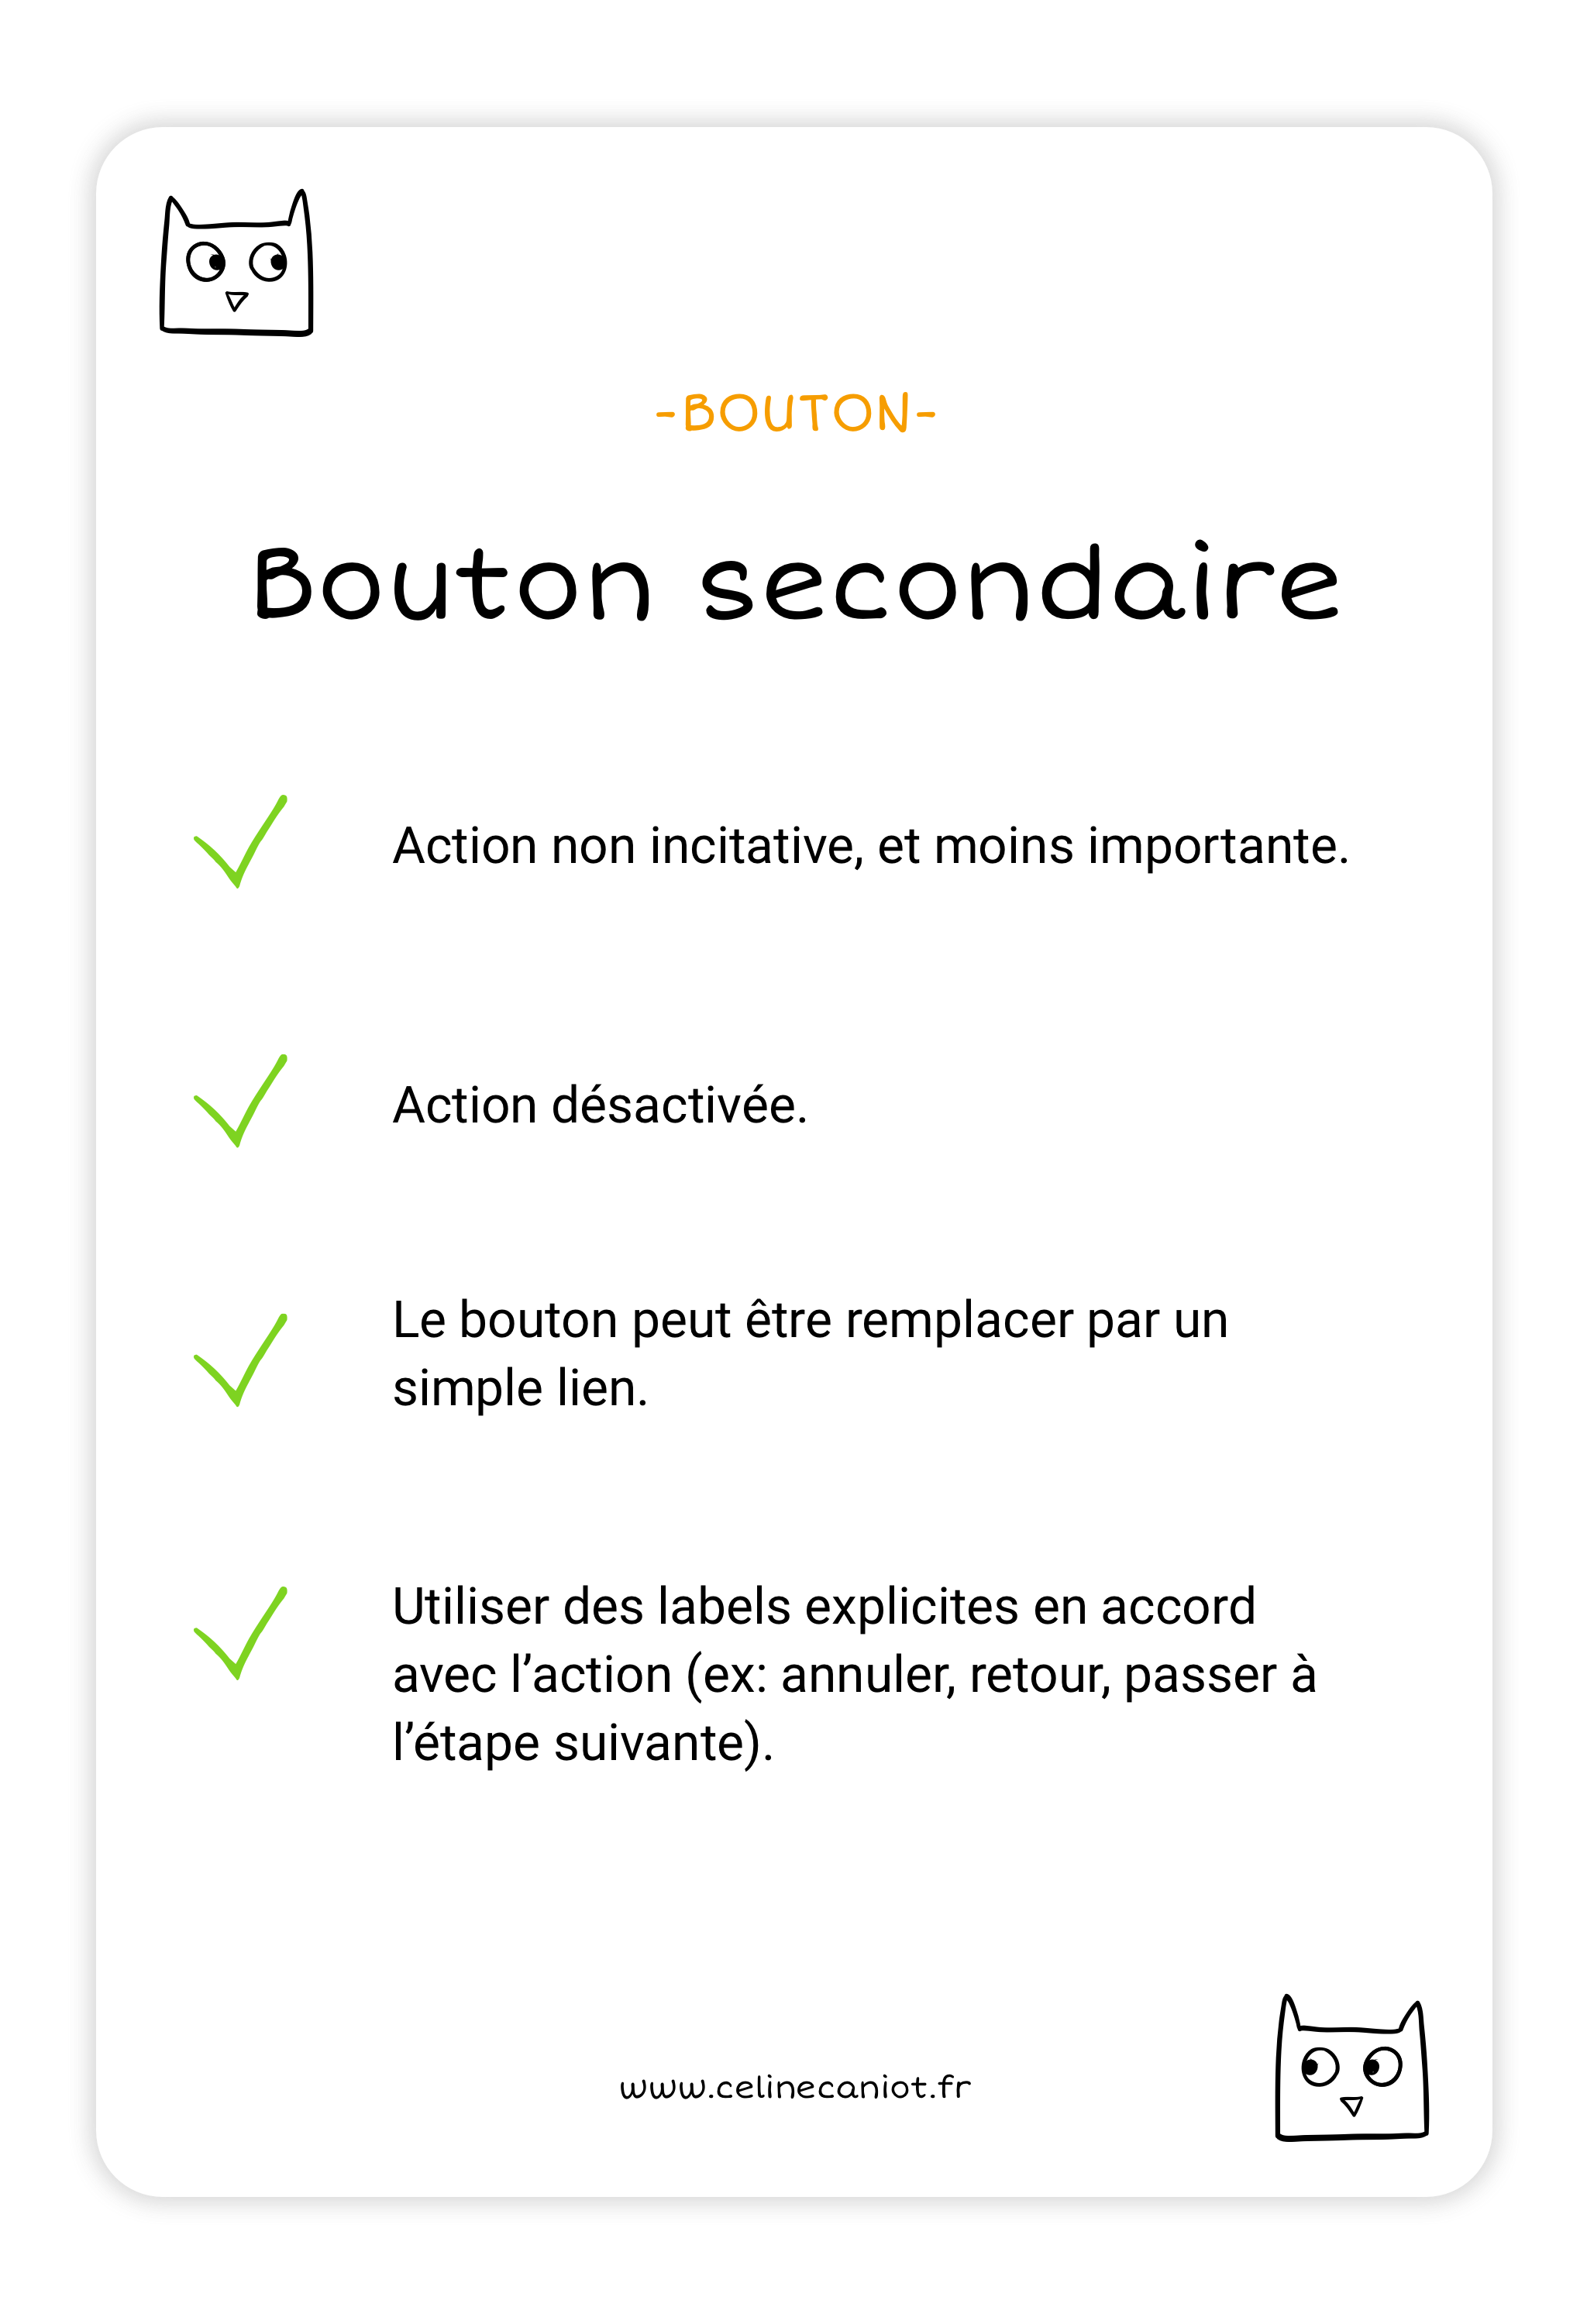 -BOUTON-
Bouton secondaire
Action non incitative, et moins importante.
Action désactivée.
Le bouton peut être remplacer par un
simple lien.
Utiliser des labels explicites en accord
avec l’action (ex: annuler, retour, passer à
l’étape suivante).
www.celinecaniot.fr